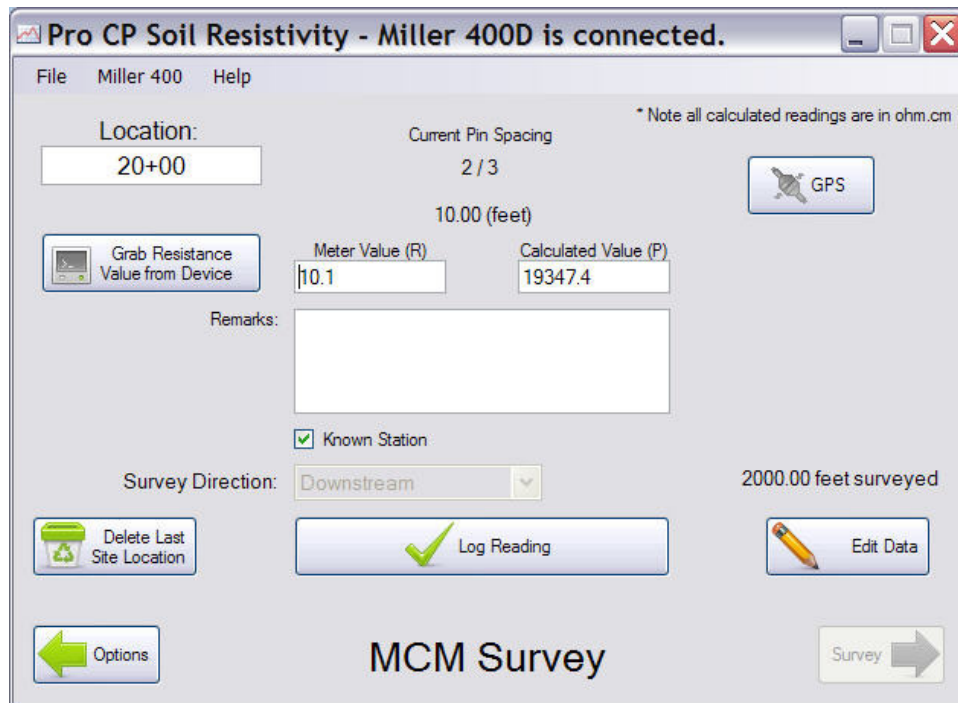 Pro CP Soil Resistivity - Miller 400D is connected.
File Miller 400 Help
* Note all calculated readings are in ohm.cm
Location:
20+00
Current Pin Spacing
2 / 3
10.00 (feet)
GPS
Grab Resistance
Value from Device
Meter Value (R)
10.1
Calculated Value (P)
19347.4
Remarks:
Known Station
Survey Direction:
Downstream
2000.00 feet surveyed
Delete Last
Site Location
Log Reading
Edit Data
Options
MCM Survey
Survey